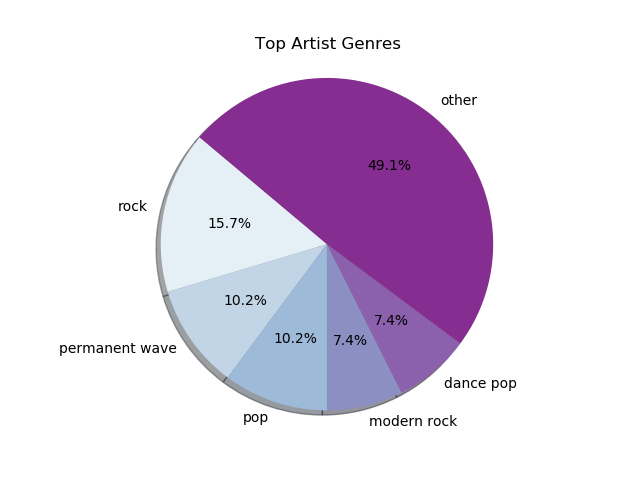 Top Artist Genres
other
49.1%
rock
15.7%
10.2%
permanent wave
10.2%
pop
7.4%
modern rock
7.4%
dance pop